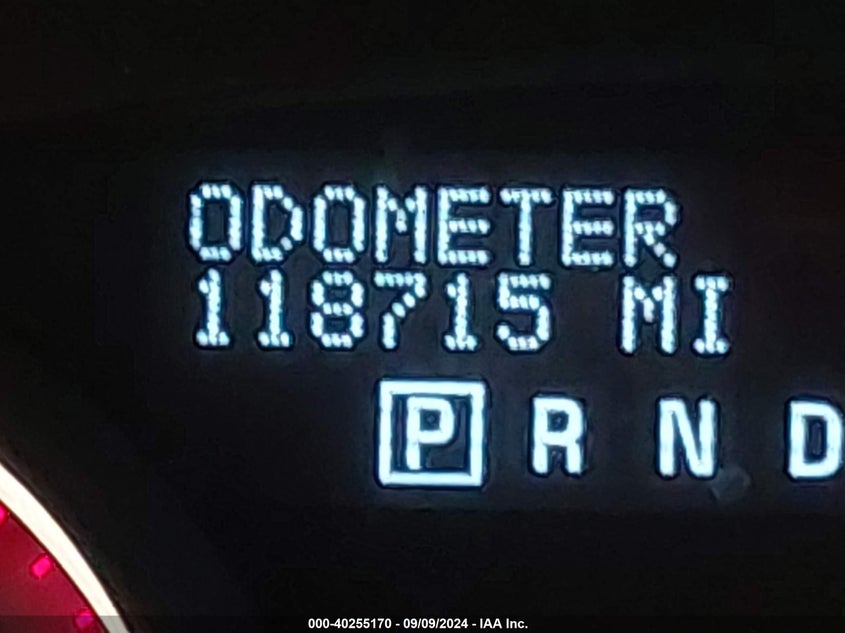 ODOMETER
118715 MI
P R N D
000-40255170 - 09/09/2024 - IAA Inc.